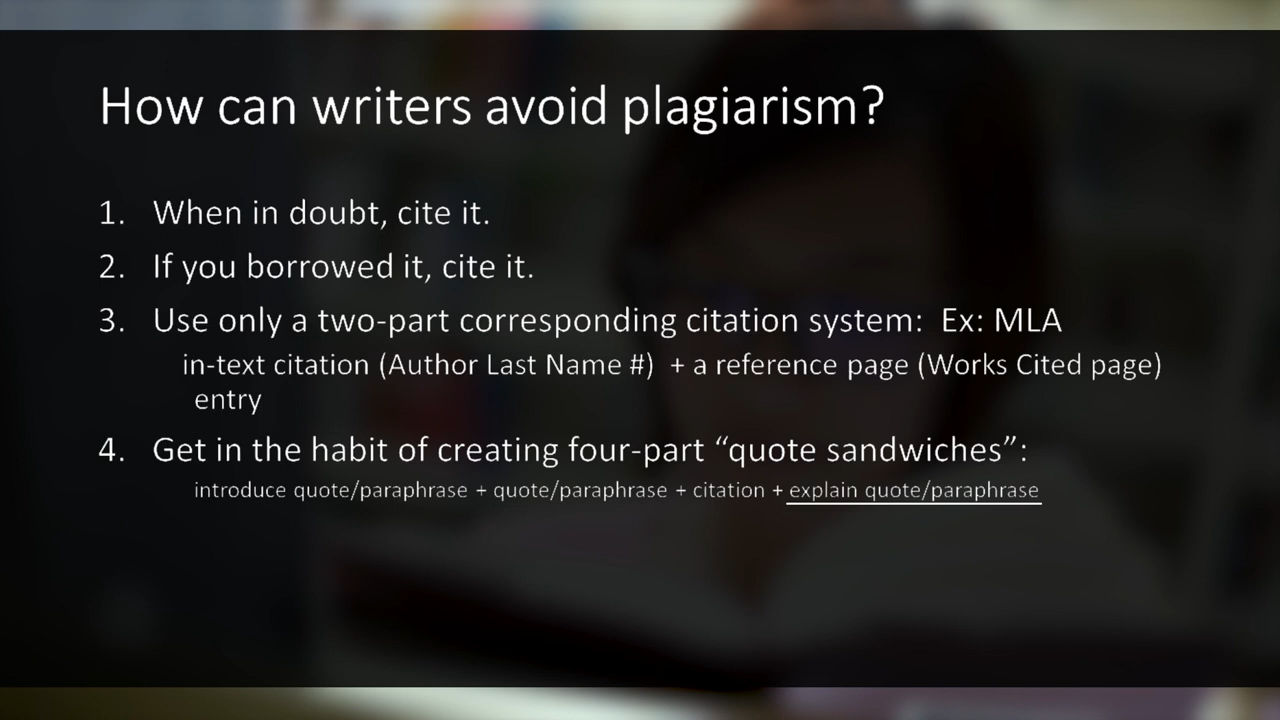 How can writers avoid plagiarism?
1. When in doubt, cite it.
2. If you borrowed it, cite it.
3. Use only a two-part corresponding citation system: Ex: MLA
in-text citation (Author Last Name #) + a reference page (Works Cited page)
entry
4. Get in the habit of creating four-part “quote sandwiches”:
introduce quote/paraphrase + quote/paraphrase + citation + explain quote/paraphrase